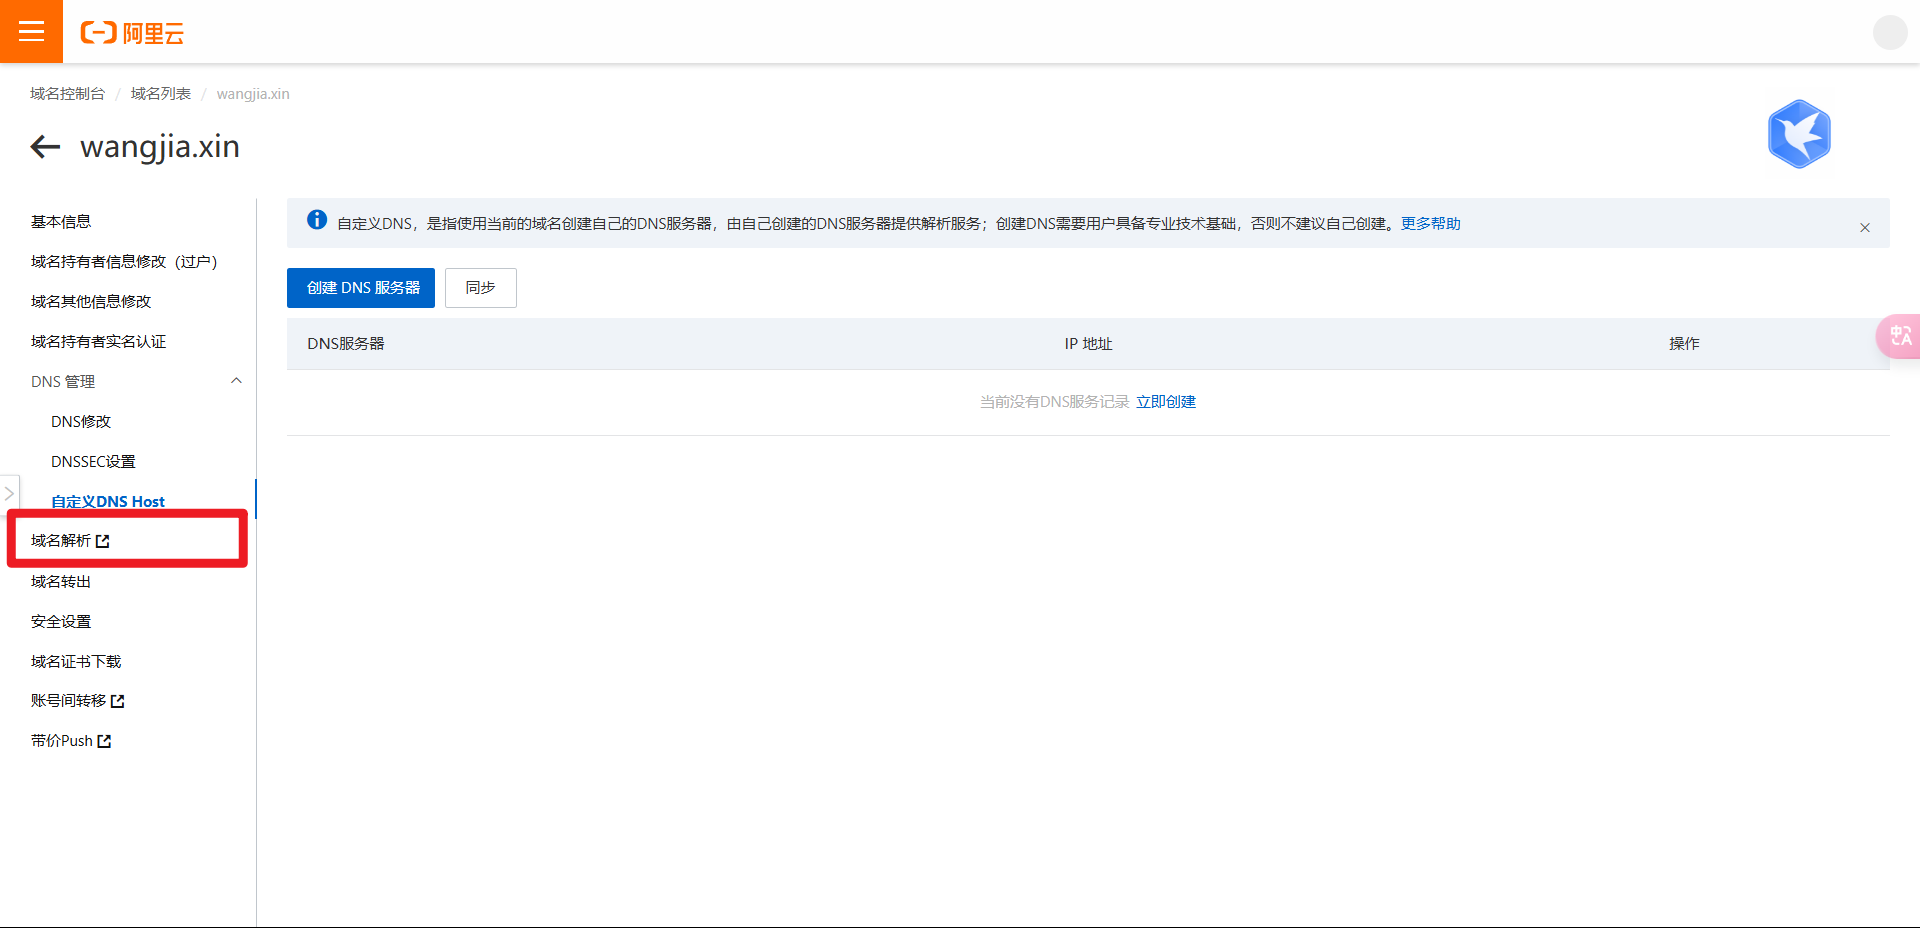 阿里云
域名控制台 / 域名列表 / wangjia.xin
wangjia.xin
基本信息
域名持有者信息修改（过户）
域名其他信息修改
域名持有者实名认证
DNS 管理
DNS修改
DNSSEC设置
自定义DNS Host
域名解析
域名转出
安全设置
域名证书下载
账号间转移
带价Push
自定义DNS，是指使用当前的域名创建自己的DNS服务器，由自己创建的DNS服务器提供解析服务；创建DNS需要用户具备专业技术基础，否则不建议自己创建。更多帮助
创建 DNS 服务器 同步
DNS服务器 IP 地址 操作
当前没有DNS服务记录 立即创建
中 A